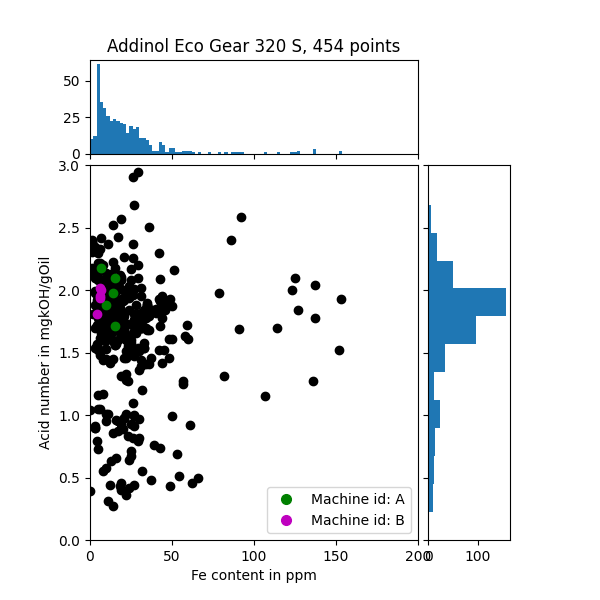 Addinol Eco Gear 320 S, 454 points
50
25
0
3.0
2.5
2.0
1.5
1.0
0.5
0.0
Acid number in mgkOH/gOil
Machine id: A
Machine id: B
0 50 100 150 200 0 100
Fe content in ppm